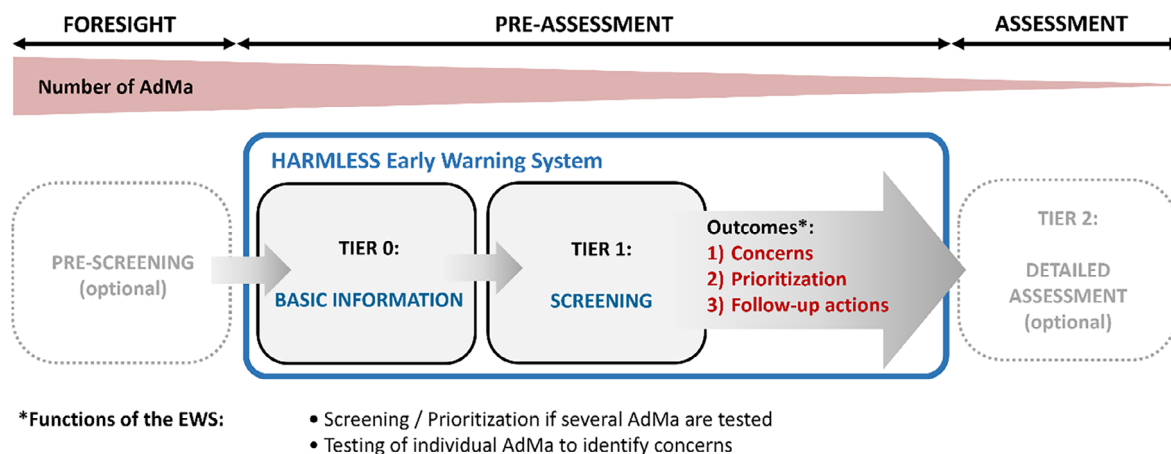 FORESIGHT
PRE-ASSESSMENT
ASSESSMENT
Number of AdMa
HARMLESS Early Warning System
PRE-SCREENING
(optional)
TIER 0:
BASIC INFORMATION
TIER 1:
SCREENING
Outcomes*:
1) Concerns
2) Prioritization
3) Follow-up actions
TIER 2:
DETAILED
ASSESSMENT
(optional)
*Functions of the EWS:
• Screening / Prioritization if several AdMa are tested
• Testing of individual AdMa to identify concerns